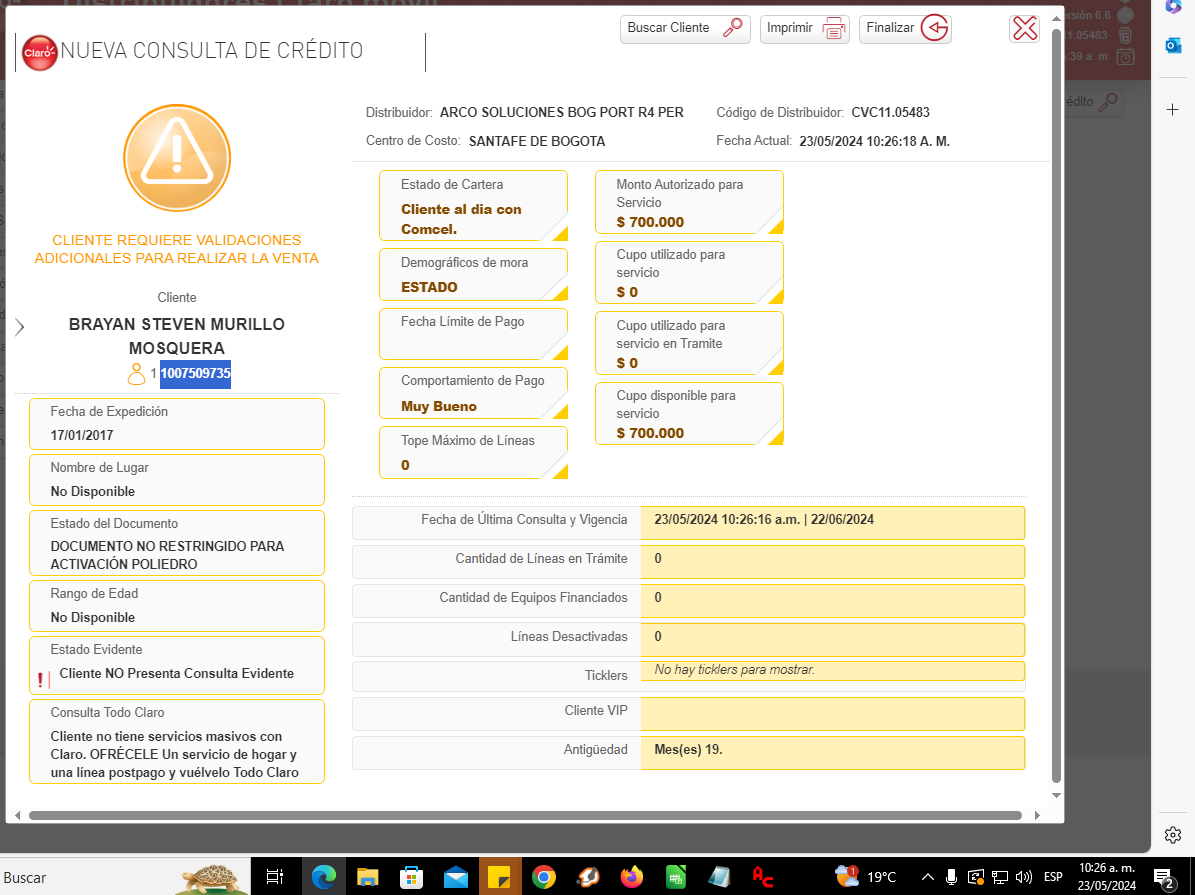 Buscar Cliente
Imprimir
Finalizar
Claro
NUEVA CONSULTA DE CRÉDITO
rsión 6.6
11.05483
:39 a. m.
rédito
Distribuidor: ARCO SOLUCIONES BOG PORT R4 PER
Código de Distribuidor: CVC11.05483
Centro de Costo: SANTAFE DE BOGOTA
Fecha Actual: 23/05/2024 10:26:18 A. M.
CLIENTE REQUIERE VALIDACIONES
ADICIONALES PARA REALIZAR LA VENTA
Cliente
BRAYAN STEVEN MURILLO
MOSQUERA
1 1007509735
Fecha de Expedición
17/01/2017
Nombre de Lugar
No Disponible
Estado del Documento
DOCUMENTO NO RESTRINGIDO PARA
ACTIVACIÓN POLIEDRO
Rango de Edad
No Disponible
Estado Evidente
Cliente NO Presenta Consulta Evidente
Consulta Todo Claro
Cliente no tiene servicios masivos con
Claro. OFRÉCELE Un servicio de hogar y
una línea postpago y vuélvelo Todo Claro
Estado de Cartera
Cliente al dia con
Comcel.
Demográficos de mora
ESTADO
Fecha Límite de Pago
Comportamiento de Pago
Muy Bueno
Tope Máximo de Líneas
0
Monto Autorizado para
Servicio
$ 700.000
Cupo utilizado para
servicio
$ 0
Cupo utilizado para
servicio en Tramite
$ 0
Cupo disponible para
servicio
$ 700.000
Fecha de Última Consulta y Vigencia 23/05/2024 10:26:16 a.m. | 22/06/2024
Cantidad de Líneas en Trámite 0
Cantidad de Equipos Financiados 0
Líneas Desactivadas 0
Ticklers No hay ticklers para mostrar.
Cliente VIP
Antigüedad Mes(es) 19.
Buscar
19°C
ESP
10:26 a. m.
23/05/2024
2